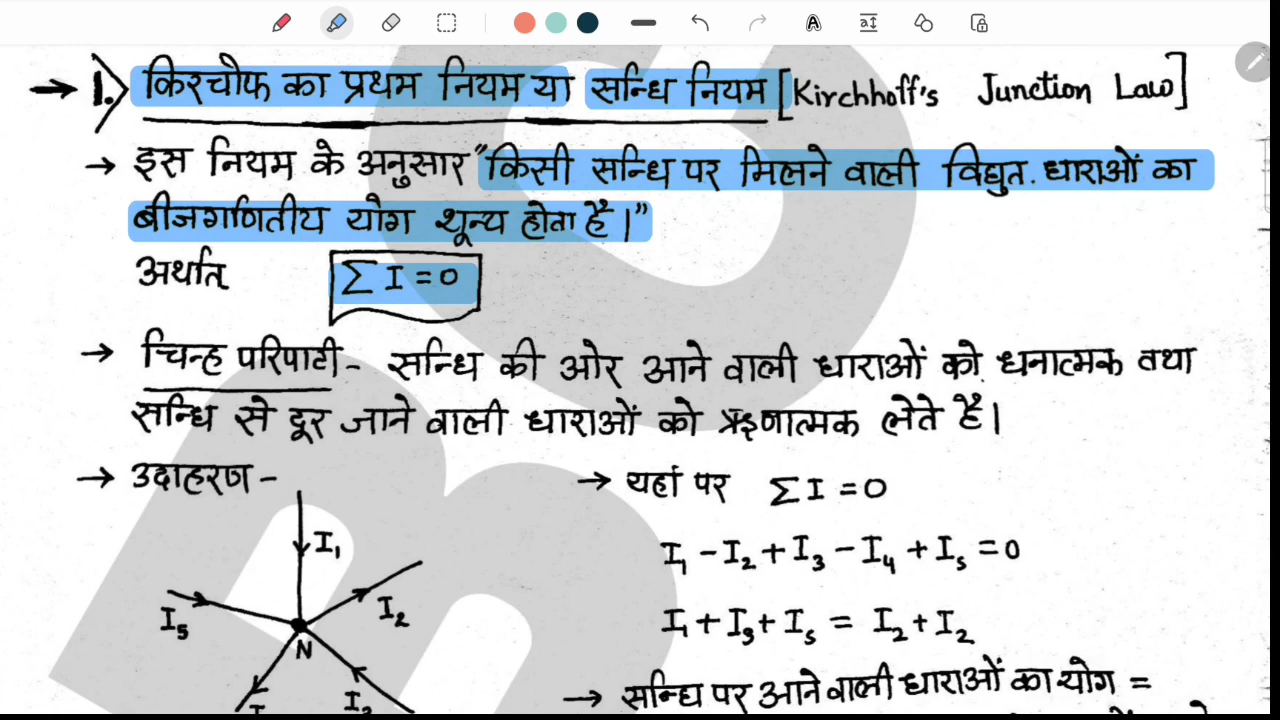 → 1. किरचौफ का प्रथम नियम या सन्धि नियम [Kirchhoff's Junction Law]
→ इस नियम के अनुसार "किसी सन्धि पर मिलने वाली विद्युत धाराओं का
बीजगणितीय योग शून्य होता है।"
अर्थात् Σ I = 0
→ चिन्ह परिपाटी - सन्धि की ओर आने वाली धाराओं को धनात्मक तथा
सन्धि से दूर जाने वाली धाराओं को ऋणात्मक लेते है।
→ उदाहरण -
I₁
I₂
I₅
N
I₃
→ यहां पर Σ I = 0
I₁ - I₂ + I₃ - I₄ + I₅ = 0
I₁ + I₃ + I₅ = I₂ + I₂
→ सन्धि पर आने वाली धाराओं का योग =